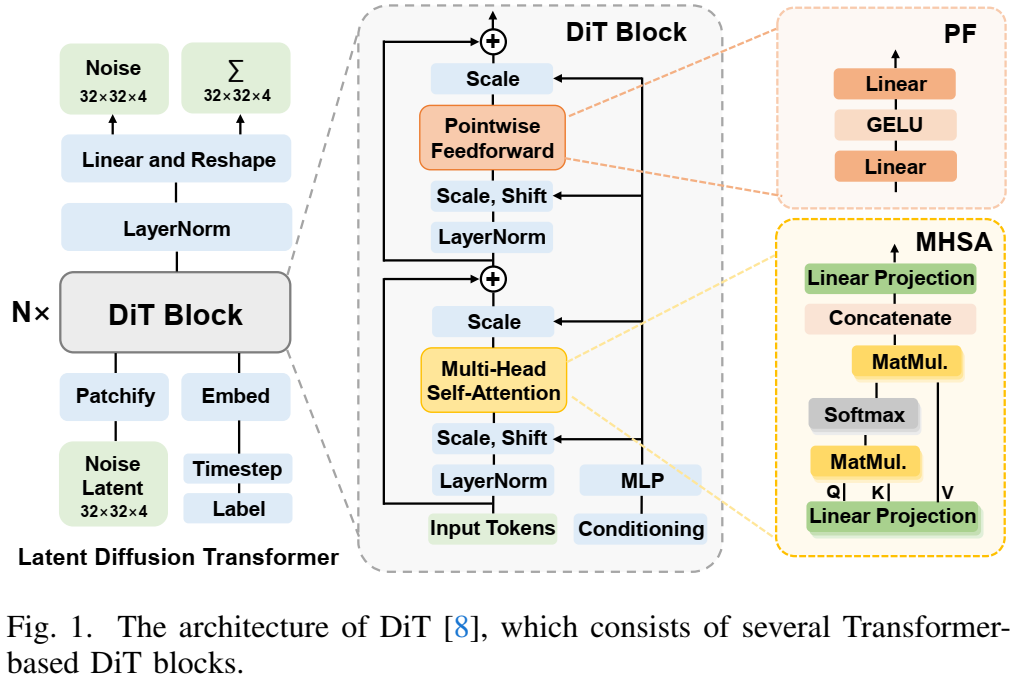 Noise
32×32×4
∑
32×32×4
Linear and Reshape
LayerNorm
N×
DiT Block
Patchify
Embed
Noise
Latent
32×32×4
Timestep
Label
Latent Diffusion Transformer
DiT Block
+
Scale
Pointwise
Feedforward
Scale, Shift
LayerNorm
+
Scale
Multi-Head
Self-Attention
Scale, Shift
LayerNorm
MLP
Input Tokens
Conditioning
PF
Linear
GELU
Linear
MHSA
Linear Projection
Concatenate
MatMul.
Softmax
MatMul.
Q K V
Linear Projection
Fig. 1. The architecture of DiT [8], which consists of several Transformer-
based DiT blocks.